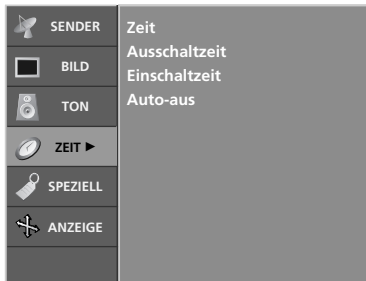 SENDER
BILD
TON
ZEIT ►
SPEZIELL
ANZEIGE
Zeit
Ausschaltzeit
Einschaltzeit
Auto-aus